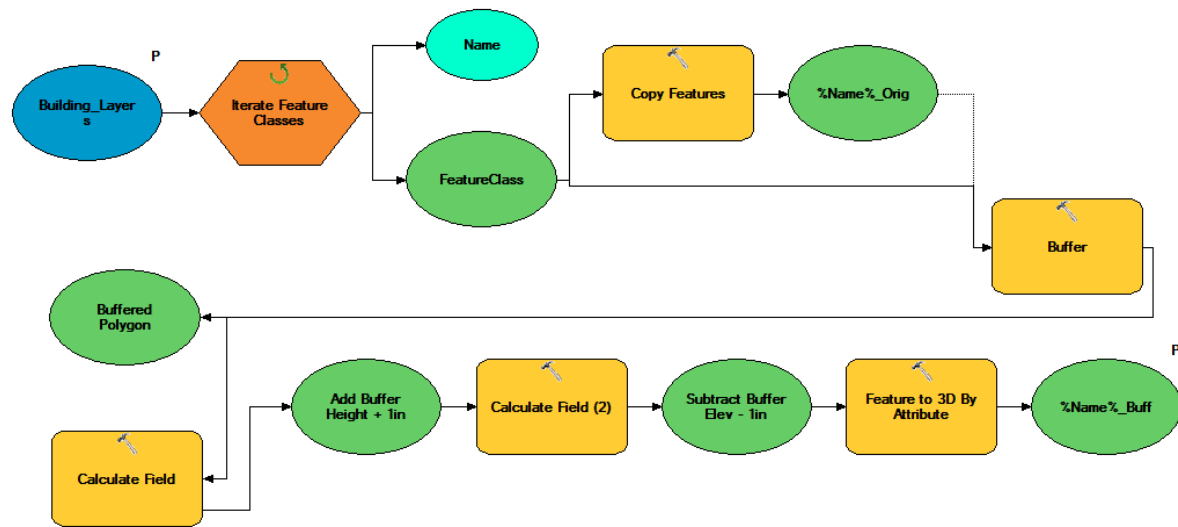 P
Name
Building_Layer
s
Iterate Feature
Classes
Copy Features
%Name%_Orig
FeatureClass
Buffer
Buffered
Polygon
P
Add Buffer
Height + 1in
Calculate Field (2)
Subtract Buffer
Elev - 1in
Feature to 3D By
Attribute
%Name%_Buff
Calculate Field